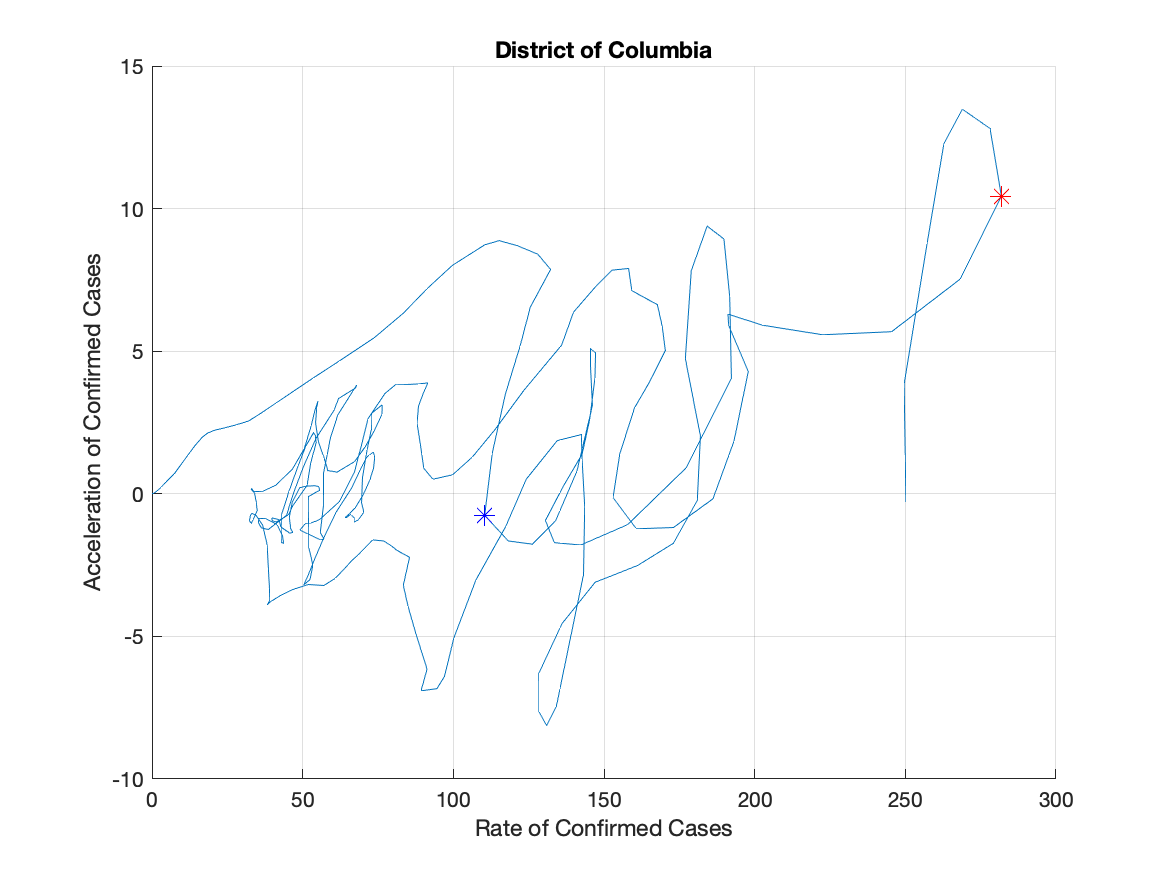 District of Columbia
15
10
5
0
-5
-10
Acceleration of Confirmed Cases
0 50 100 150 200 250 300
Rate of Confirmed Cases